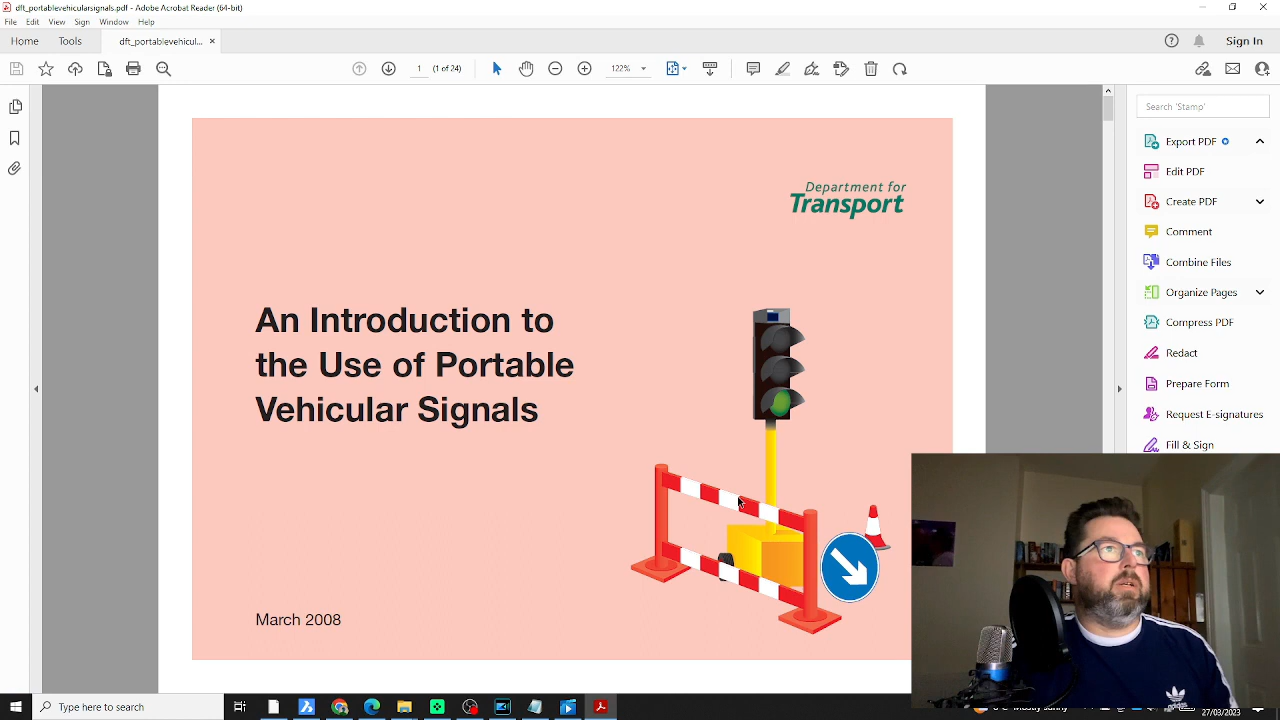 dft_portablevehicularsignals.pdf - Adobe Acrobat Reader (64-bit)
File Edit View Sign Window Help
Home Tools dft_portablevehicul... × Sign In
1 (1 of 24) 122%
Search 'Stamp'
Export PDF
Edit PDF
Create PDF
Comment
Combine Files
Organize Pages
Compress PDF
Redact
Prepare Form
Request E-signatures
Fill & Sign
Department for
Transport
An Introduction to
the Use of Portable
Vehicular Signals
March 2008
adidas
Type here to search
Mostly sunny
27/03/2023